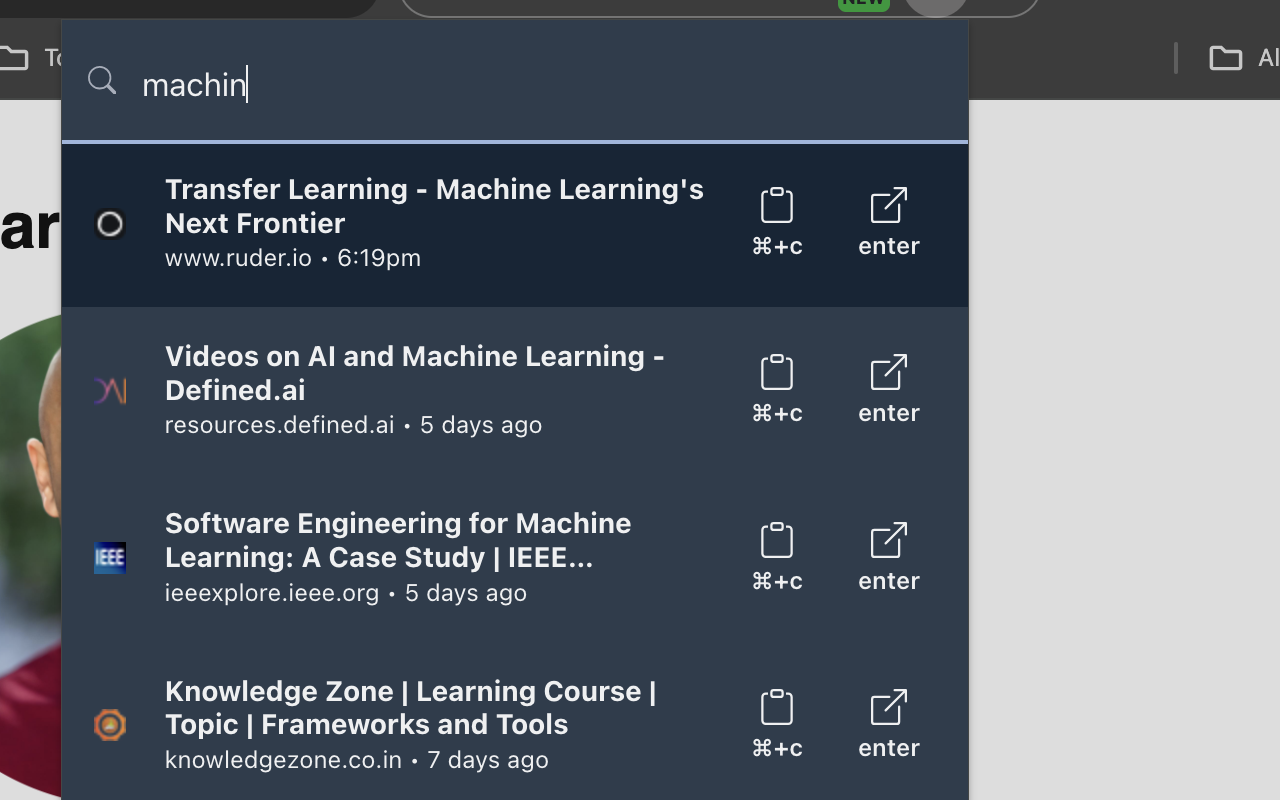 NEW
To
AI
machin
ar
Transfer Learning - Machine Learning's
Next Frontier
www.ruder.io • 6:19pm
⌘+c
enter
Videos on AI and Machine Learning -
Defined.ai
resources.defined.ai • 5 days ago
⌘+c
enter
IEEE
Software Engineering for Machine
Learning: A Case Study | IEEE...
ieeexplore.ieee.org • 5 days ago
⌘+c
enter
Knowledge Zone | Learning Course |
Topic | Frameworks and Tools
knowledgezone.co.in • 7 days ago
⌘+c
enter